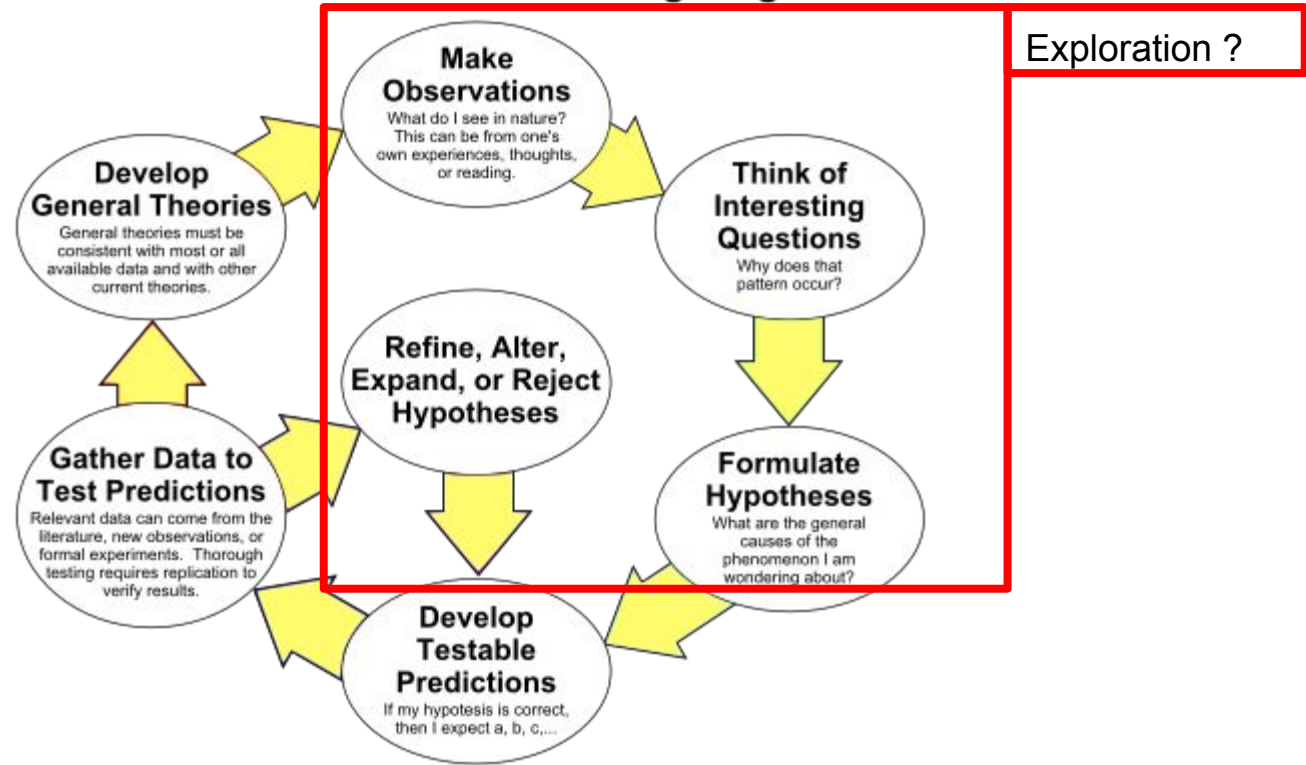 Exploration ?
Make
Observations
What do I see in nature?
This can be from one's
own experiences, thoughts,
or reading.
Think of
Interesting
Questions
Why does that
pattern occur?
Formulate
Hypotheses
What are the general
causes of the
phenomenon I am
wondering about?
Develop
Testable
Predictions
If my hypotesis is correct,
then I expect a, b, c,...
Gather Data to
Test Predictions
Relevant data can come from the
literature, new observations, or
formal experiments. Thorough
testing requires replication to
verify results.
Refine, Alter,
Expand, or Reject
Hypotheses
Develop
General Theories
General theories must be
consistent with most or all
available data and with other
current theories.